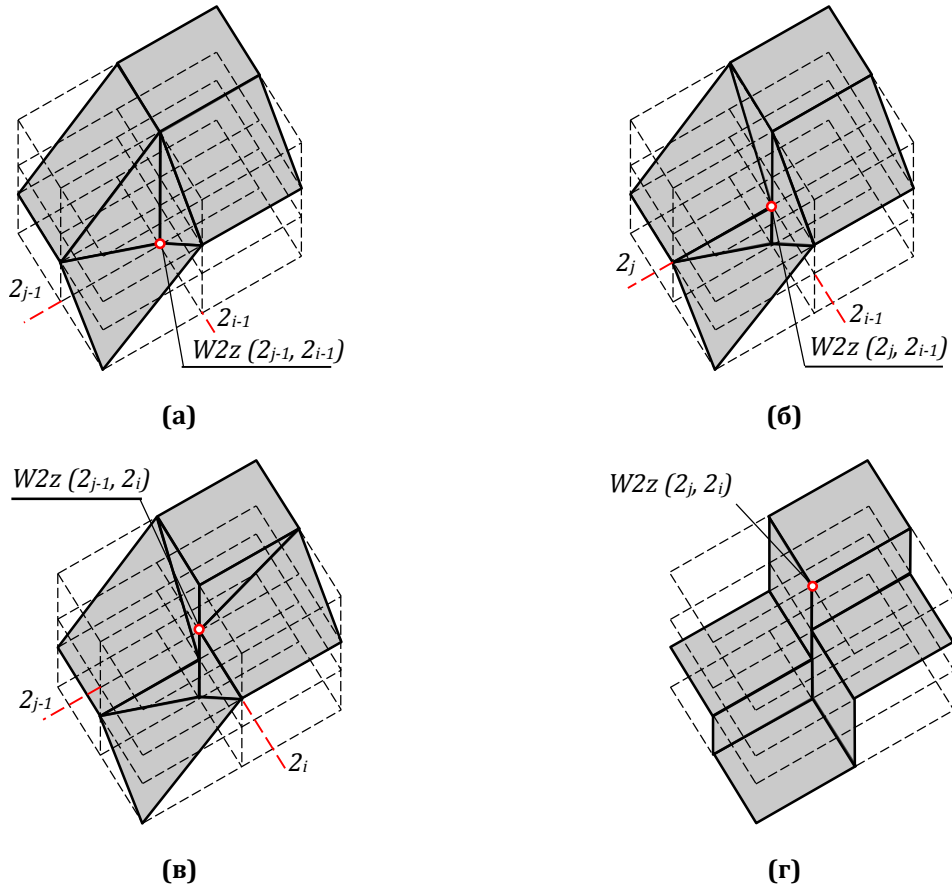 2j-1
2i-1
W2z (2j-1, 2i-1)
(а)
2j
2i-1
W2z (2j, 2i-1)
(б)
W2z (2j-1, 2i)
2j-1
2i
(в)
W2z (2j, 2i)
(г)